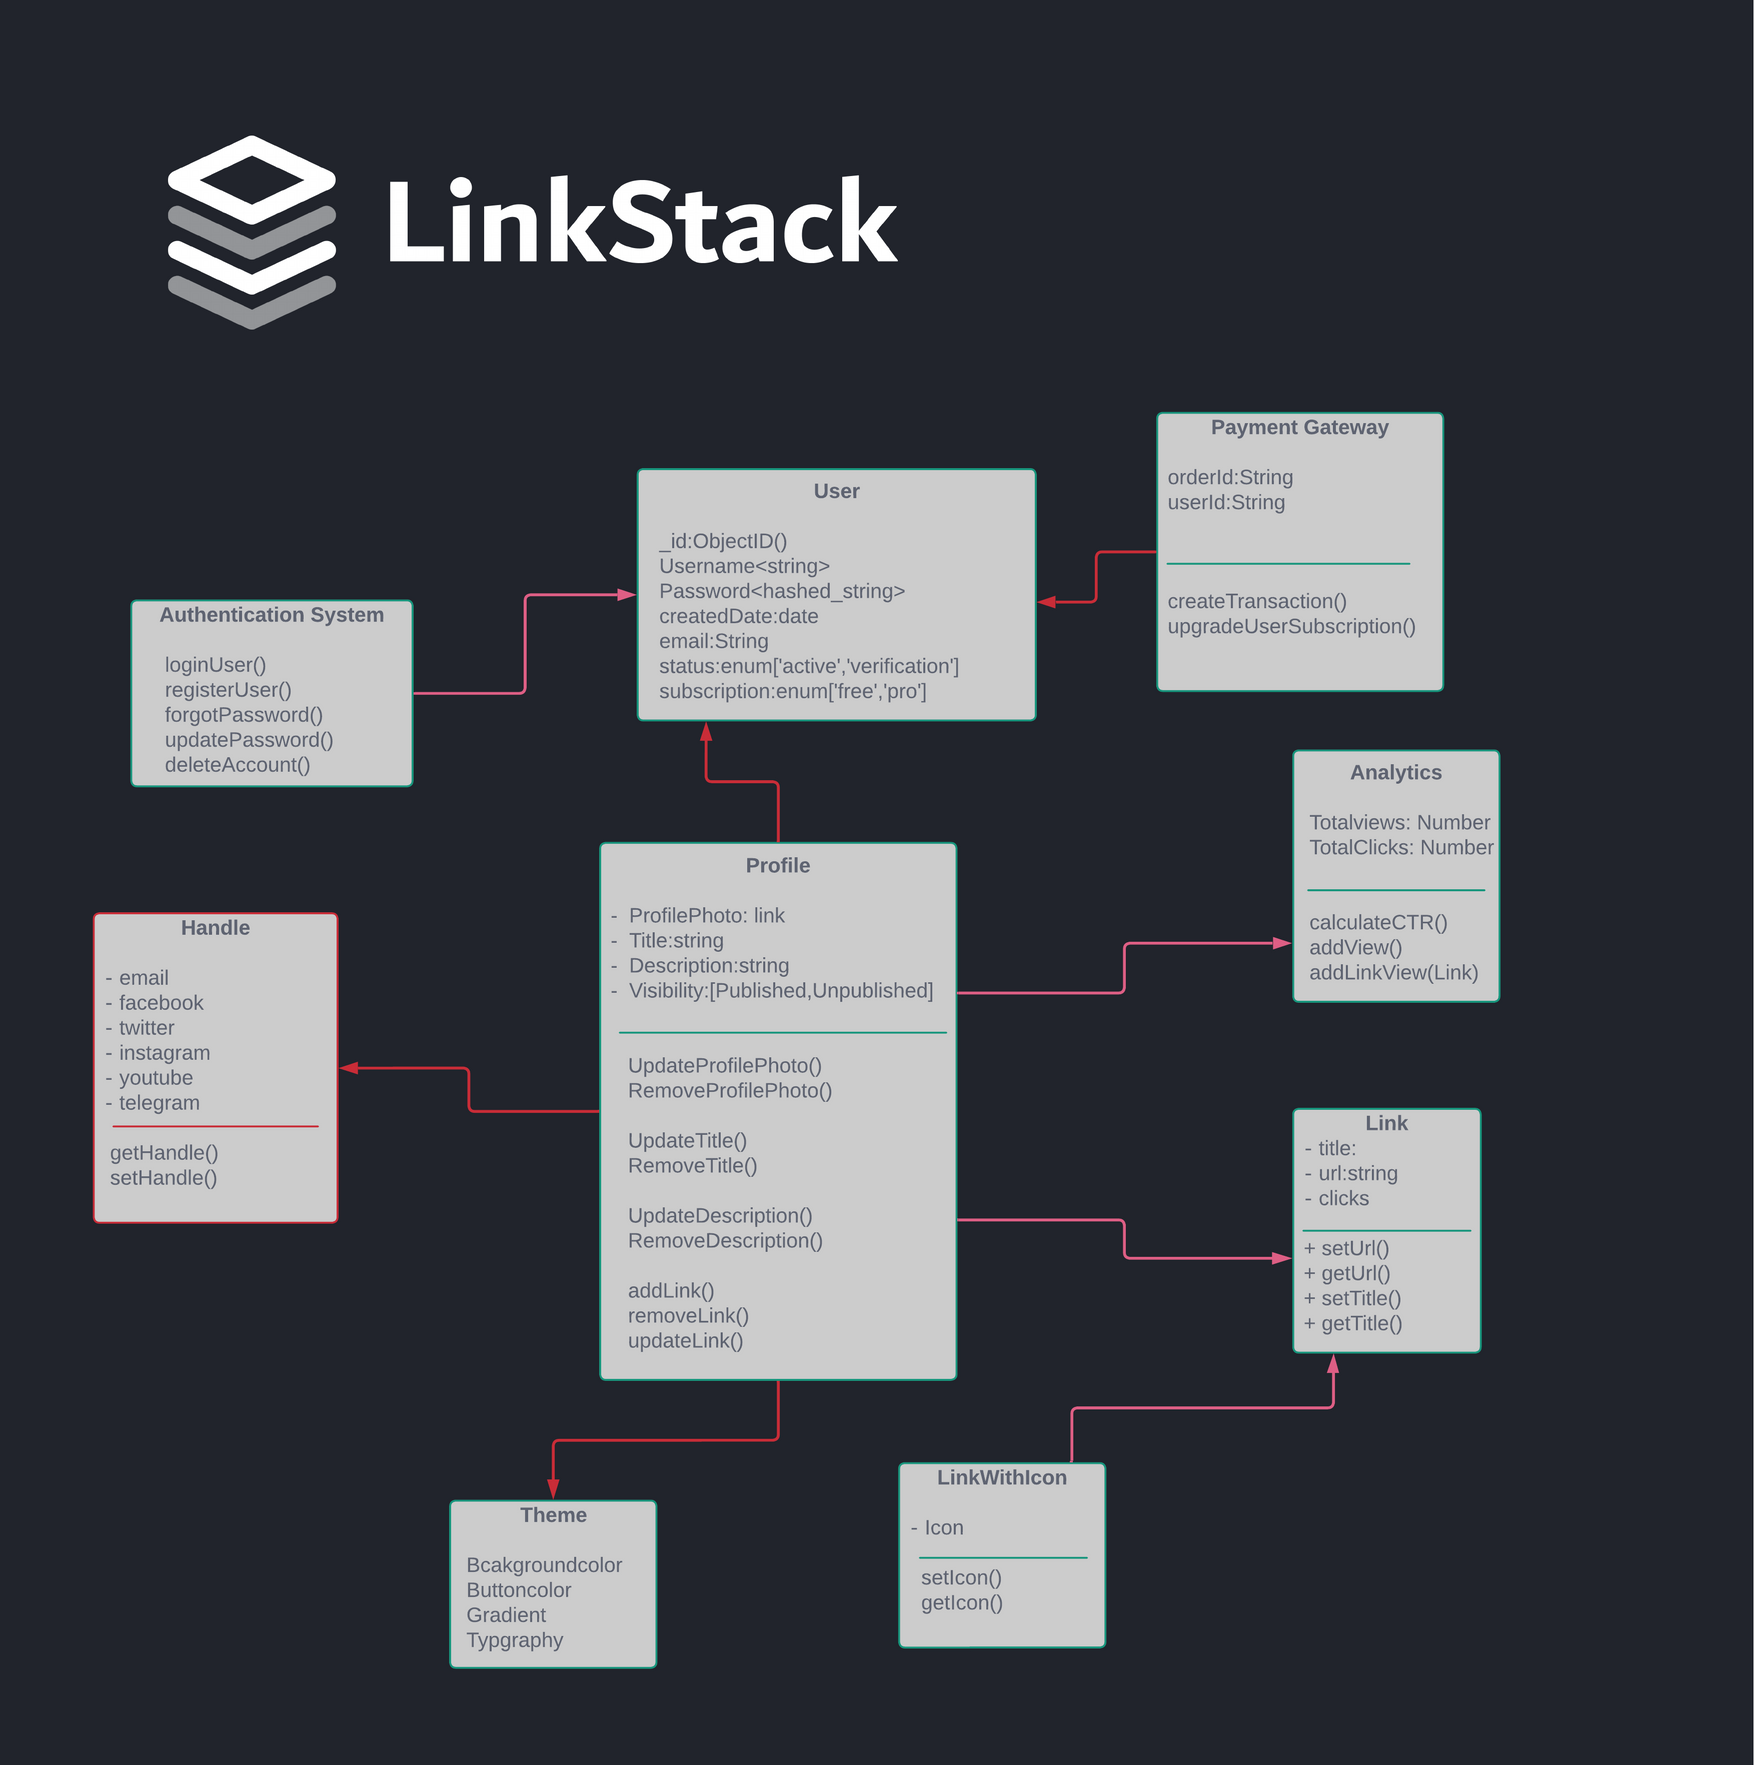 LinkStack
Payment Gateway
orderId:String
userId:String
createTransaction()
upgradeUserSubscription()
User
_id:ObjectID()
Username<string>
Password<hashed_string>
createdDate:date
email:String
status:enum['active','verification']
subscription:enum['free','pro']
Authentication System
loginUser()
registerUser()
forgotPassword()
updatePassword()
deleteAccount()
Analytics
Totalviews: Number
TotalClicks: Number
calculateCTR()
addView()
addLinkView(Link)
Profile
- ProfilePhoto: link
- Title:string
- Description:string
- Visibility:[Published,Unpublished]
UpdateProfilePhoto()
RemoveProfilePhoto()
UpdateTitle()
RemoveTitle()
UpdateDescription()
RemoveDescription()
addLink()
removeLink()
updateLink()
Handle
- email
- facebook
- twitter
- instagram
- youtube
- telegram
getHandle()
setHandle()
Link
- title:
- url:string
- clicks
+ setUrl()
+ getUrl()
+ setTitle()
+ getTitle()
LinkWithIcon
- Icon
setIcon()
getIcon()
Theme
Bcakgroundcolor
Buttoncolor
Gradient
Typgraphy